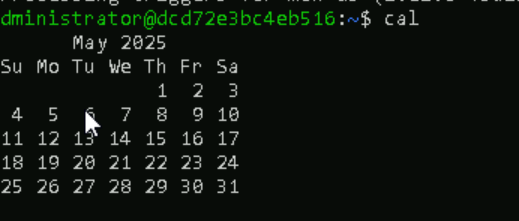 dministrator@dcd72e3bc4eb516:~$ cal
      May 2025
Su Mo Tu We Th Fr Sa
             1  2  3
 4  5  6  7  8  9 10
11 12 13 14 15 16 17
18 19 20 21 22 23 24
25 26 27 28 29 30 31